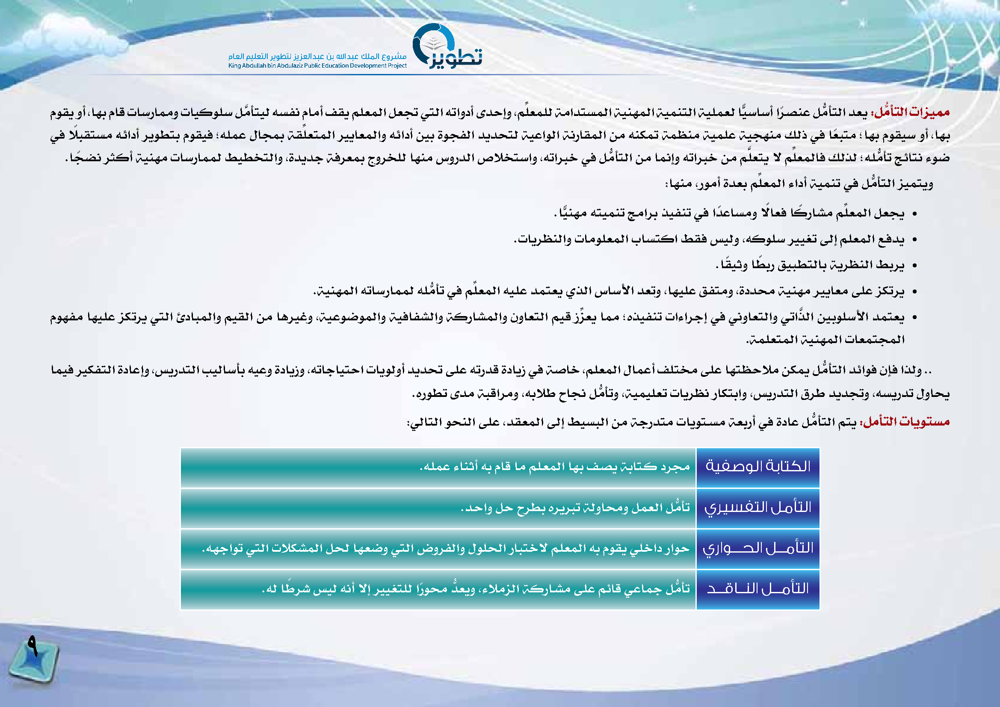 تطوير
مشروع الملك عبدالله بن عبدالعزيز لتطوير التعليم العام
King Abdullah bin Abdulaziz Public Education Development Project
مميزات التأمُّل: يعد التأمُّل عنصرًا أساسيًّا لعملية التنمية المهنية المستدامة للمعلِّم، وإحدى أدواته التي تجعل المعلم يقف أمام نفسه ليتأمَّل سلوكيات وممارسات قام بها، أو يقوم
بها، أو سيقوم بها؛ متبعًا في ذلك منهجية علمية منظمة تمكنه من المقارنة الواعية لتحديد الفجوة بين أدائه والمعايير المتعلِّقة بمجال عمله؛ فيقوم بتطوير أدائه مستقبلًا في
ضوء نتائج تأمُّله؛ لذلك فالمعلِّم لا يتعلَّم من خبراته وإنما من التأمُّل في خبراته، واستخلاص الدروس منها للخروج بمعرفة جديدة، والتخطيط لممارسات مهنية أكثر نضجًا.
ويتميز التأمُّل في تنمية أداء المعلِّم بعدة أمور، منها:
• يجعل المعلِّم مشاركًا فعالًا ومساعدًا في تنفيذ برامج تنميته مهنيًّا.
• يدفع المعلم إلى تغيير سلوكه، وليس فقط اكتساب المعلومات والنظريات.
• يربط النظرية بالتطبيق ربطًا وثيقًا.
• يرتكز على معايير مهنية محددة، ومتفق عليها، وتعد الأساس الذي يعتمد عليه المعلِّم في تأمُّله لممارساته المهنية.
• يعتمد الأسلوبين الذَّاتي والتعاوني في إجراءات تنفيذه؛ مما يعزِّز قيم التعاون والمشاركة والشفافية والموضوعية، وغيرها من القيم والمبادئ التي يرتكز عليها مفهوم
المجتمعات المهنية المتعلمة.
.. ولذا فإن فوائد التأمُّل يمكن ملاحظتها على مختلف أعمال المعلم، خاصة في زيادة قدرته على تحديد أولويات احتياجاته، وزيادة وعيه بأساليب التدريس، وإعادة التفكير فيما
يحاول تدريسه، وتجديد طرق التدريس، وابتكار نظريات تعليمية، وتأمُّل نجاح طلابه، ومراقبة مدى تطوره.
مستويات التأمل: يتم التأمُّل عادة في أربعة مستويات متدرجة من البسيط إلى المعقد، على النحو التالي:
الكتابة الوصفية مجرد كتابة يصف بها المعلم ما قام به أثناء عمله.
التأمل التفسيري تأمُّل العمل ومحاولة تبريره بطرح حل واحد.
التأمــل الحـــواري حوار داخلي يقوم به المعلم لاختبار الحلول والفروض التي وضعها لحل المشكلات التي تواجهه.
التأمــل النــاقــد تأمُّل جماعي قائم على مشاركة الزملاء، ويعدُّ محورًا للتغيير إلا أنه ليس شرطًا له.
٩